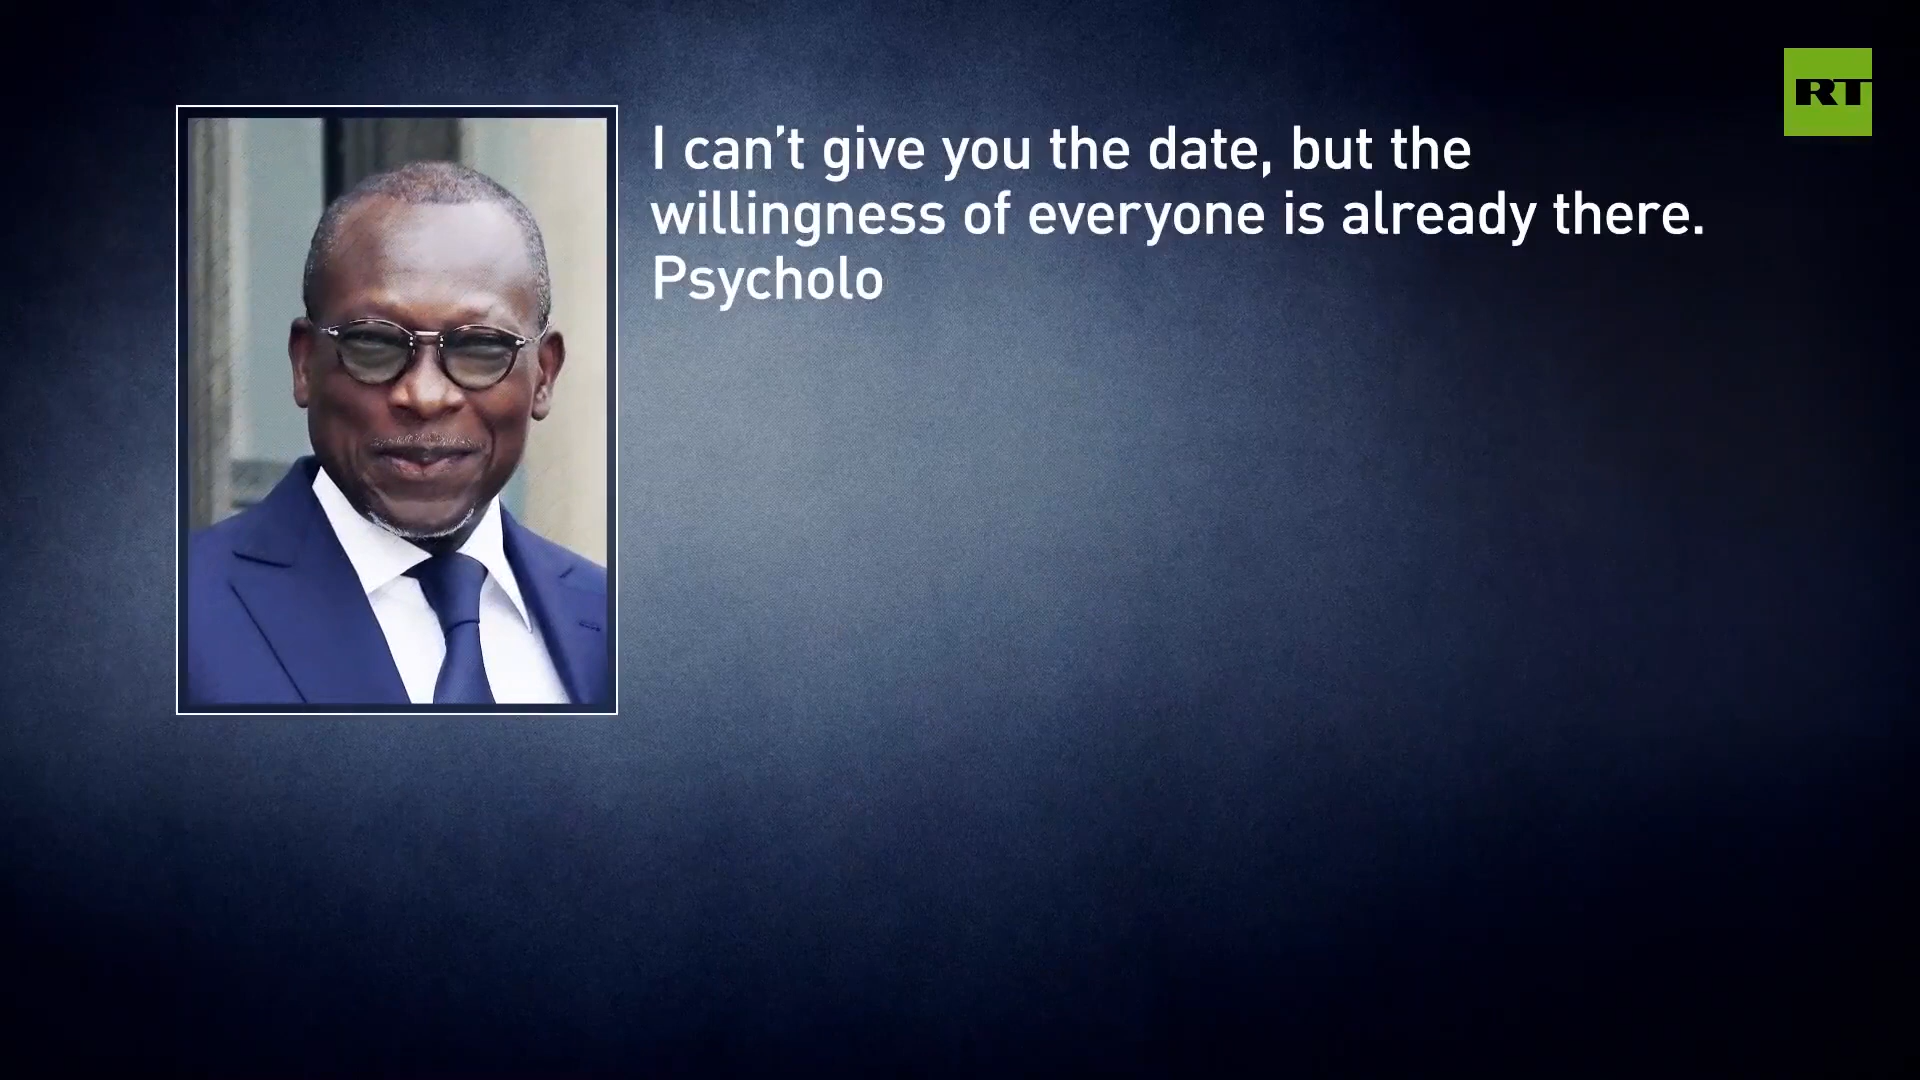 I can’t give you the date, but the
willingness of everyone is already there.
Psycholo
RT